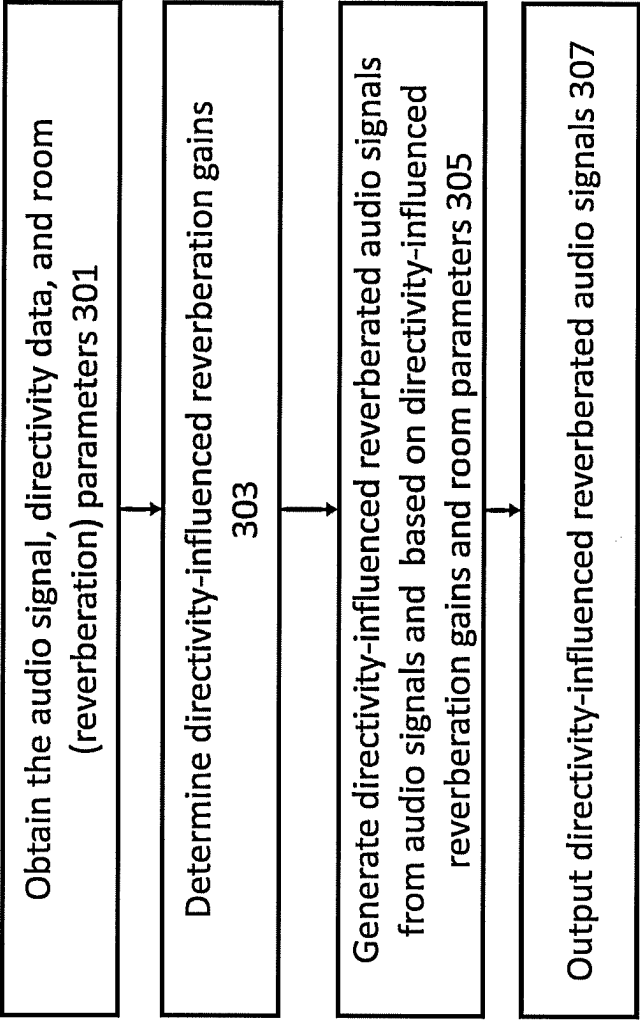 Obtain the audio signal, directivity data, and room
(reverberation) parameters 301
Determine directivity-influenced reverberation gains
303
Generate directivity-influenced reverberated audio signals
from audio signals and based on directivity-influenced
reverberation gains and room parameters 305
Output directivity-influenced reverberated audio signals 307